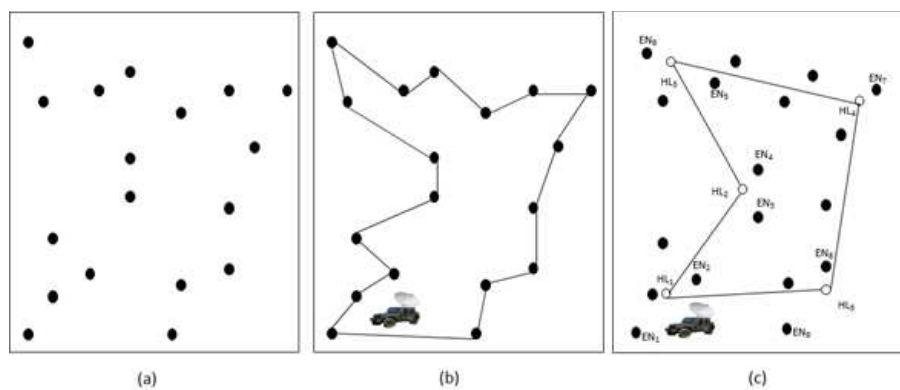 EN₆
HL₃
EN₅
EN₇
HL₄
EN₄
HL₂
EN₃
HL₁
EN₂
EN₈
HL₅
EN₁
EN₉
(a)
(b)
(c)